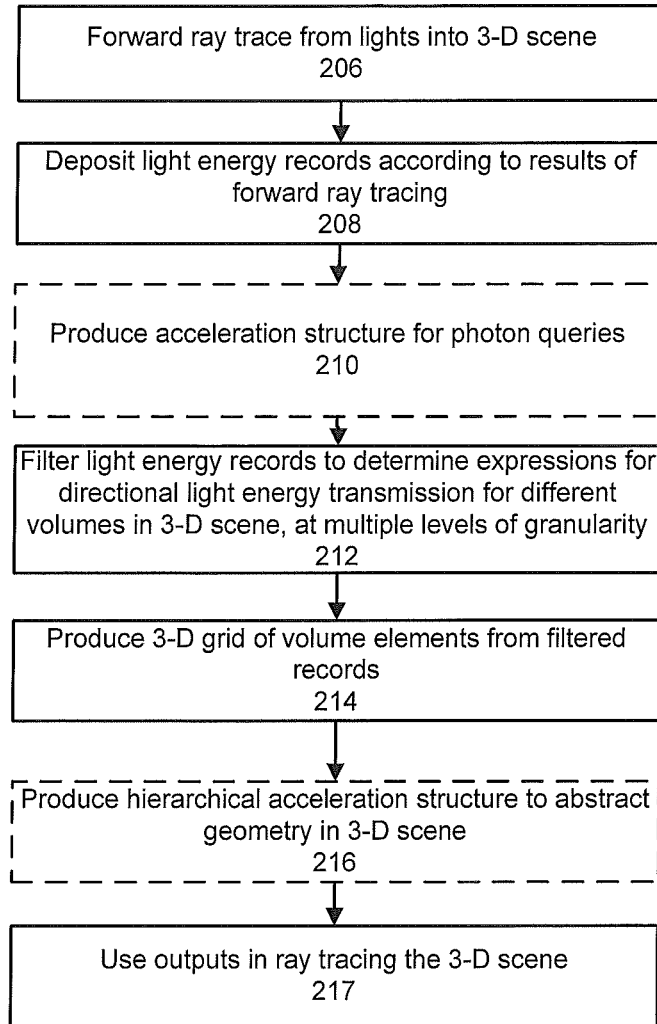 Forward ray trace from lights into 3-D scene
206
Deposit light energy records according to results of
forward ray tracing
208
Produce acceleration structure for photon queries
210
Filter light energy records to determine expressions for
directional light energy transmission for different
volumes in 3-D scene, at multiple levels of granularity
212
Produce 3-D grid of volume elements from filtered
records
214
Produce hierarchical acceleration structure to abstract
geometry in 3-D scene
216
Use outputs in ray tracing the 3-D scene
217